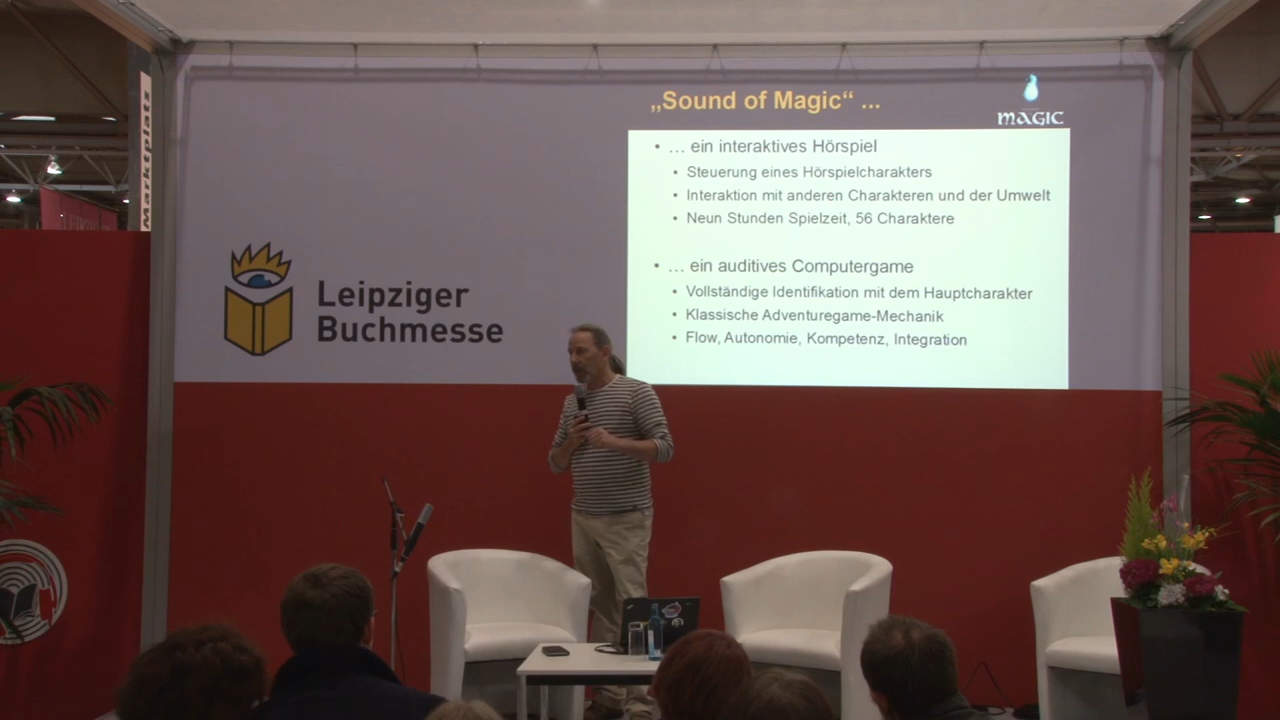 Marktplatz
„Sound of Magic“ ...
MAGIC
• … ein interaktives Hörspiel
• Steuerung eines Hörspielcharakters
• Interaktion mit anderen Charakteren und der Umwelt
• Neun Stunden Spielzeit, 56 Charaktere
• … ein auditives Computergame
• Vollständige Identifikation mit dem Hauptcharakter
• Klassische Adventuregame-Mechanik
• Flow, Autonomie, Kompetenz, Integration
Leipziger
Buchmesse